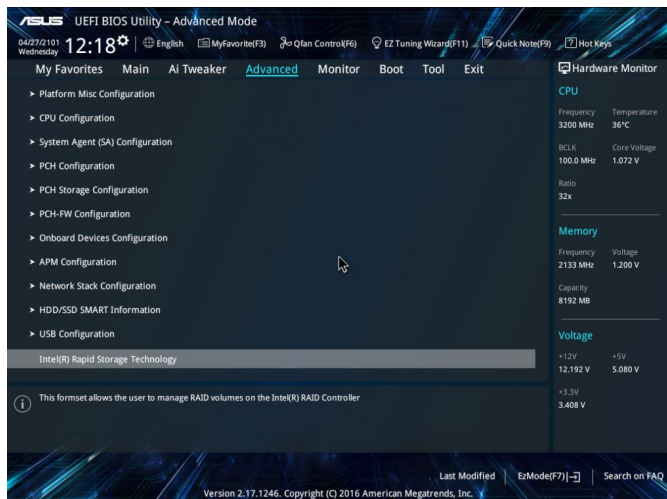 ASUS UEFI BIOS Utility – Advanced Mode
04/27/2101 Wednesday 12:18 English MyFavorite(F3) Qfan Control(F6) EZ Tuning Wizard(F11) Quick Note(F9) ? Hot Keys
My Favorites Main Ai Tweaker Advanced Monitor Boot Tool Exit
> Platform Misc Configuration
> CPU Configuration
> System Agent (SA) Configuration
> PCH Configuration
> PCH Storage Configuration
> PCH-FW Configuration
> Onboard Devices Configuration
> APM Configuration
> Network Stack Configuration
> HDD/SSD SMART Information
> USB Configuration
Intel(R) Rapid Storage Technology
i This formset allows the user to manage RAID volumes on the Intel(R) RAID Controller
Hardware Monitor
CPU
Frequency Temperature
3200 MHz 36°C
BCLK Core Voltage
100.0 MHz 1.072 V
Ratio
32x
Memory
Frequency Voltage
2133 MHz 1.200 V
Capacity
8192 MB
Voltage
+12V +5V
12.192 V 5.080 V
+3.3V
3.408 V
Last Modified EzMode(F7) Search on FAQ
Version 2.17.1246. Copyright (C) 2016 American Megatrends, Inc.